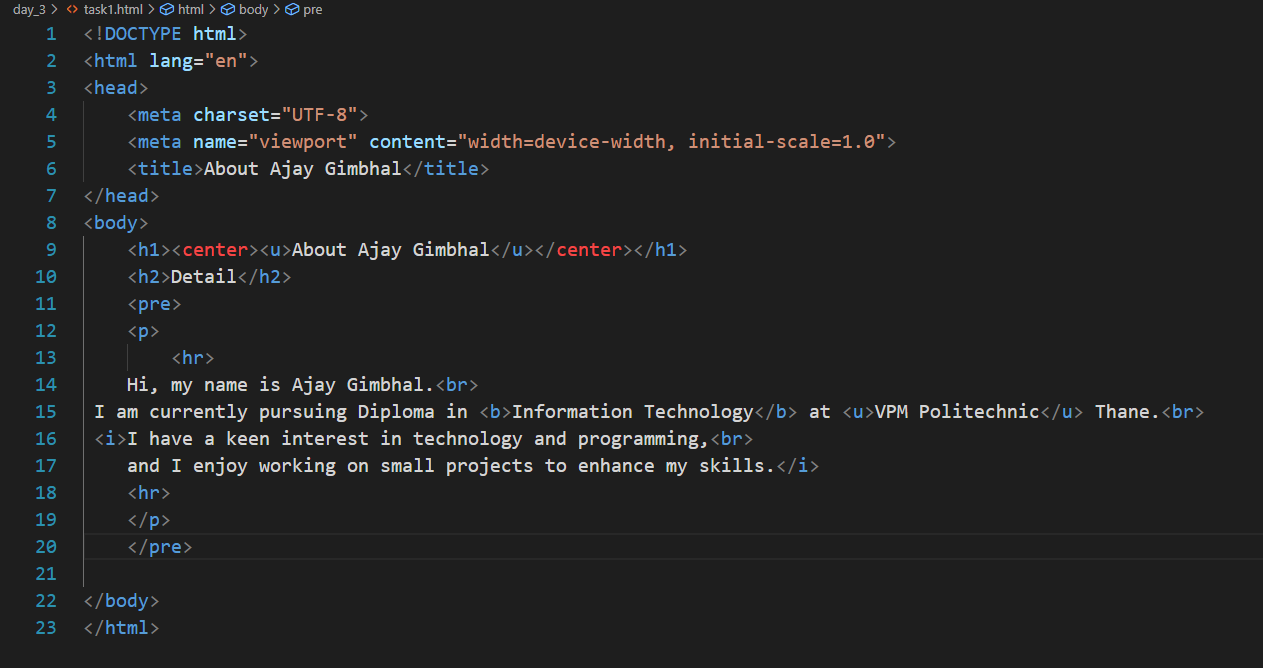 day_3 > <> task1.html > html > body > pre
1 <!DOCTYPE html>
2 <html lang="en">
3 <head>
4     <meta charset="UTF-8">
5     <meta name="viewport" content="width=device-width, initial-scale=1.0">
6     <title>About Ajay Gimbhal</title>
7 </head>
8 <body>
9     <h1><center><u>About Ajay Gimbhal</u></center></h1>
10     <h2>Detail</h2>
11     <pre>
12     <p>
13         <hr>
14     Hi, my name is Ajay Gimbhal.<br>
15  I am currently pursuing Diploma in <b>Information Technology</b> at <u>VPM Politechnic</u> Thane.<br>
16  <i>I have a keen interest in technology and programming,<br>
17     and I enjoy working on small projects to enhance my skills.</i>
18     <hr>
19     </p>
20     </pre>
21
22 </body>
23 </html>